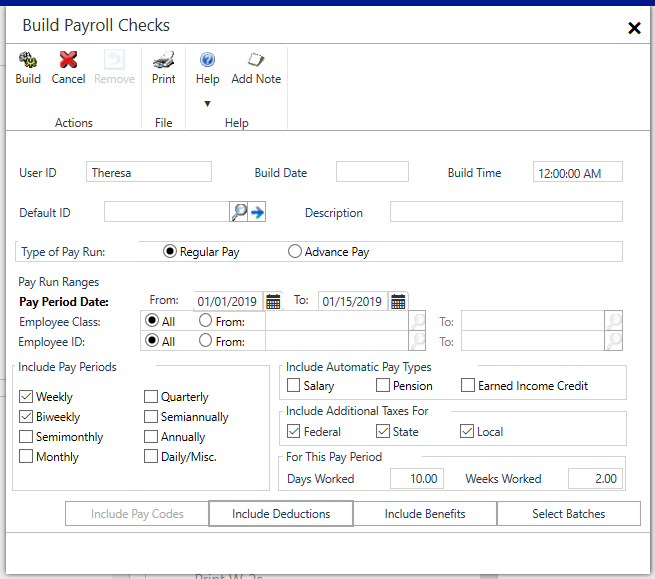 Build Payroll Checks
Build Cancel Remove Print Help Add Note
Actions File Help
User ID Theresa Build Date Build Time 12:00:00 AM
Default ID Description
Type of Pay Run: Regular Pay Advance Pay
Pay Run Ranges
Pay Period Date: From: 01/01/2019 To: 01/15/2019
Employee Class: All From: To:
Employee ID: All From: To:
Include Pay Periods
Weekly Quarterly
Biweekly Semiannually
Semimonthly Annually
Monthly Daily/Misc.
Include Automatic Pay Types
Salary Pension Earned Income Credit
Include Additional Taxes For
Federal State Local
For This Pay Period
Days Worked 10.00 Weeks Worked 2.00
Include Pay Codes Include Deductions Include Benefits Select Batches
Print W-2s